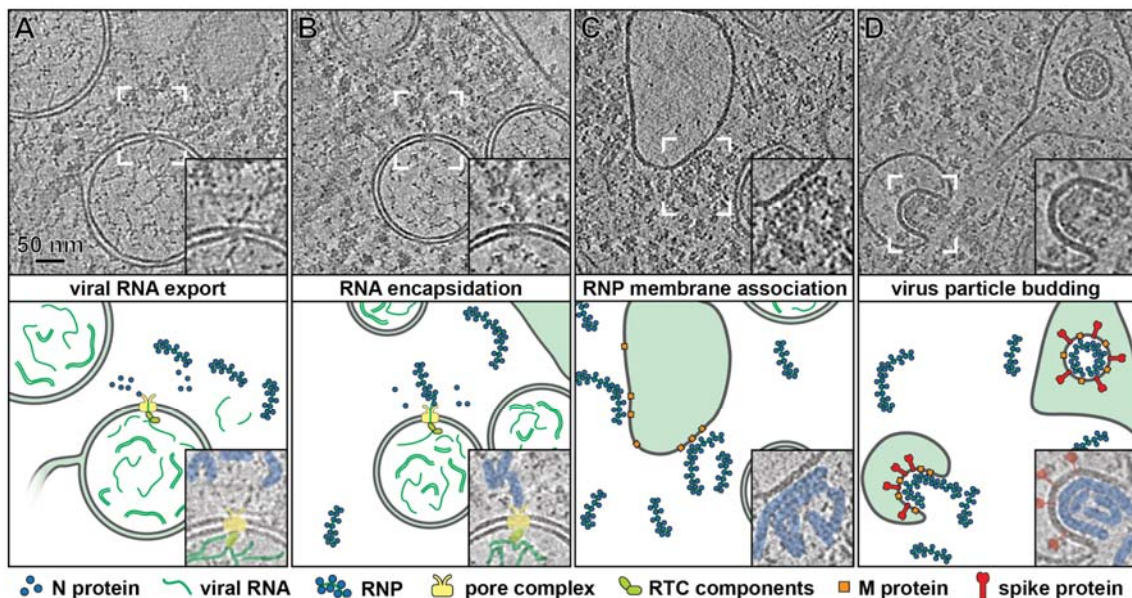 A B C D
50 nm
viral RNA export RNA encapsidation RNP membrane association virus particle budding
N protein viral RNA RNP pore complex RTC components M protein spike protein